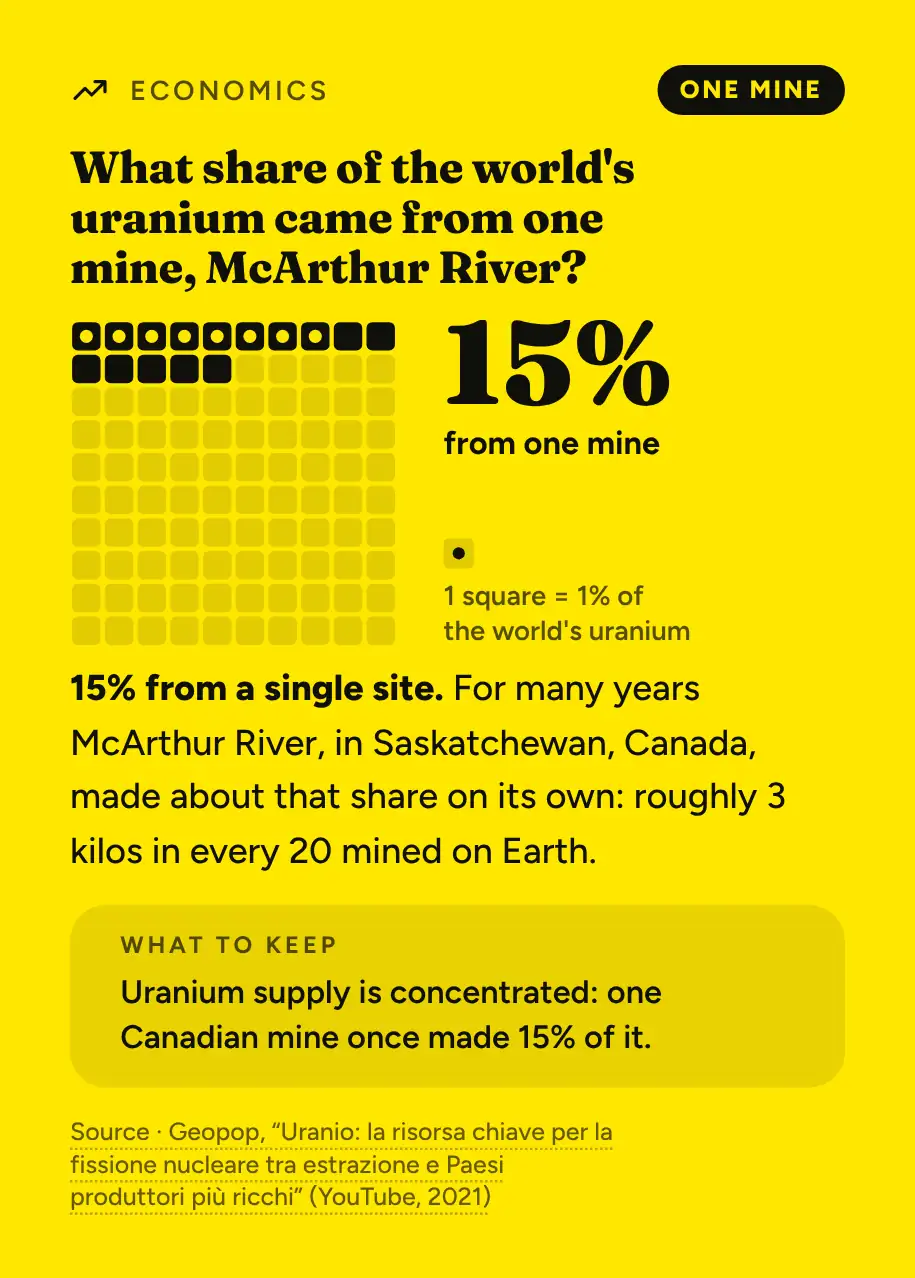 ECONOMICS
ONE MINE
What share of the world's
uranium came from one
mine, McArthur River?
15%
from one mine
1 square = 1% of
the world's uranium
15% from a single site. For many years
McArthur River, in Saskatchewan, Canada,
made about that share on its own: roughly 3
kilos in every 20 mined on Earth.
WHAT TO KEEP
Uranium supply is concentrated: one
Canadian mine once made 15% of it.
Source · Geopop, “Uranio: la risorsa chiave per la
fissione nucleare tra estrazione e Paesi
produttori più ricchi” (YouTube, 2021)